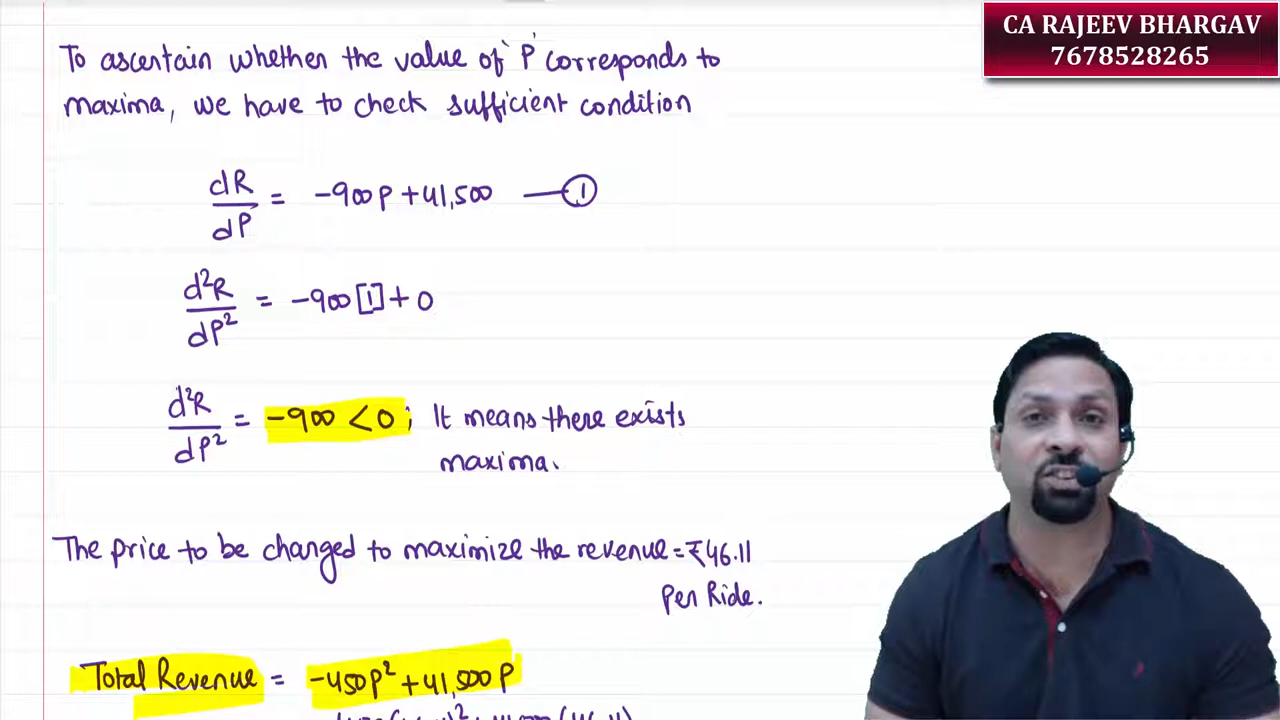 CA RAJEEV BHARGAV
7678528265
To ascertain whether the value of 'P' corresponds to
maxima, we have to check sufficient condition
dR/dP = -900P + 41,500 — ①
d²R/dP² = -900[1] + 0
d²R/dP² = -900 < 0; It means there exists
maxima.
The price to be changed to maximize the revenue = ₹46.11
Per Ride.
Total Revenue = -450P² + 41,500P